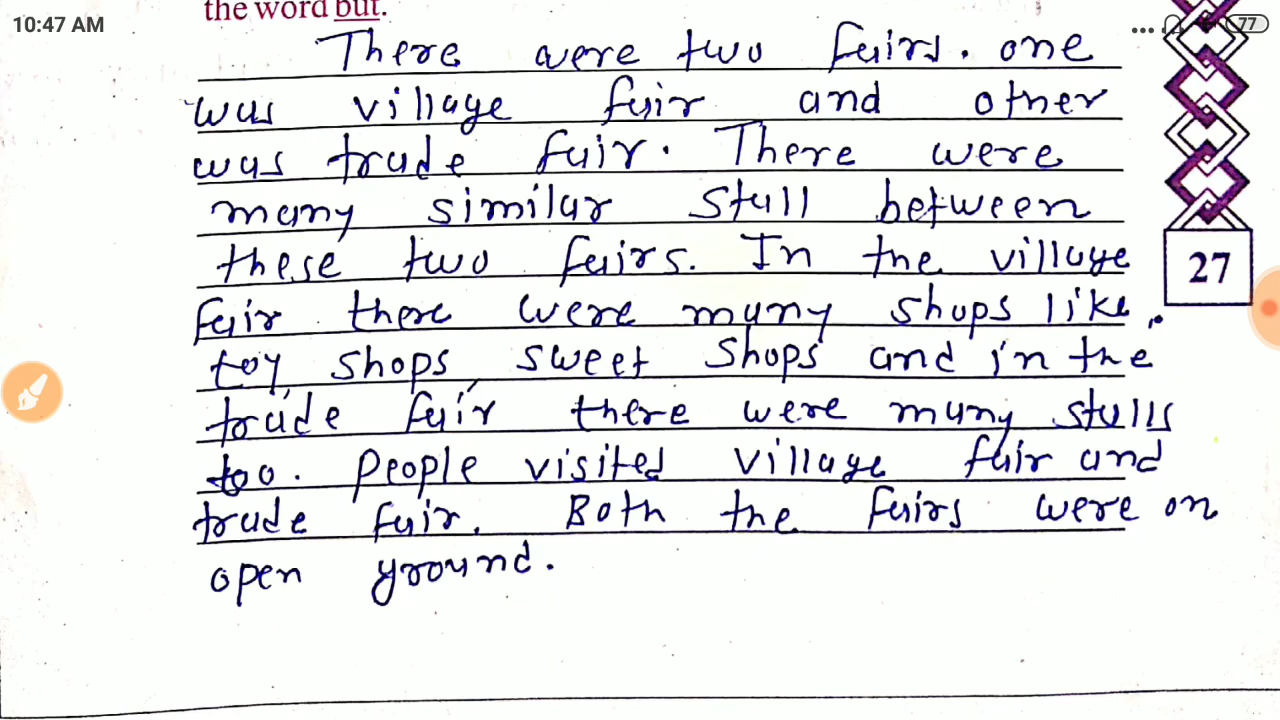 the word but.
10:47 AM
77
There were two fairs. one
was village fair and other
was trade fair. There were
many similar stall between
these two fairs. In the village
27
fair there were many shops like
toy shops, sweet shops and in the
trade fair there were many stalls
too. People visited village fair and
trade fair. Both the fairs were on
open ground.